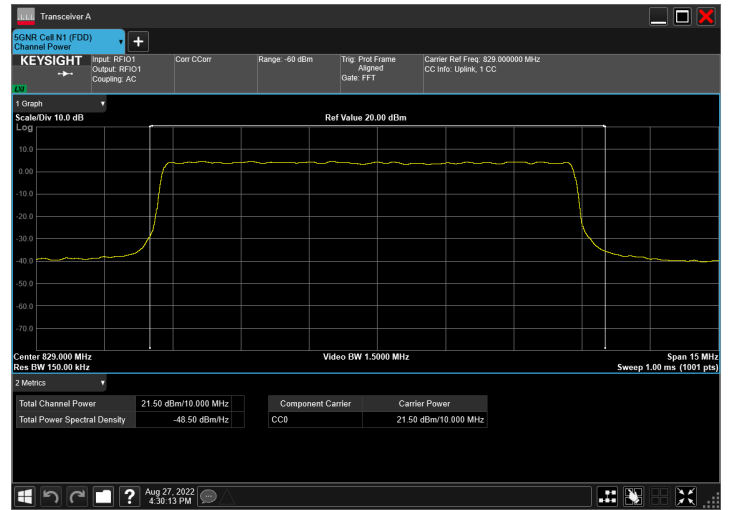 Transceiver A
5GNR Cell N1 (FDD)
Channel Power
KEYSIGHT
LXI
Input: RFIO1
Output: RFIO1
Coupling: AC
Corr CCorr
Range: -60 dBm
Trig: Prot Frame
Aligned
Gate: FFT
Carrier Ref Freq: 829.000000 MHz
CC Info: Uplink, 1 CC
1 Graph
Scale/Div 10.0 dB
Ref Value 20.00 dBm
Log
10.0
0.00
-10.0
-20.0
-30.0
-40.0
-50.0
-60.0
-70.0
Center 829.000 MHz
Video BW 1.5000 MHz
Span 15 MHz
Res BW 150.00 kHz
Sweep 1.00 ms (1001 pts)
2 Metrics
Total Channel Power 21.50 dBm/10.000 MHz
Total Power Spectral Density -48.50 dBm/Hz
Component Carrier Carrier Power
CC0 21.50 dBm/10.000 MHz
Aug 27, 2022
4:30:13 PM